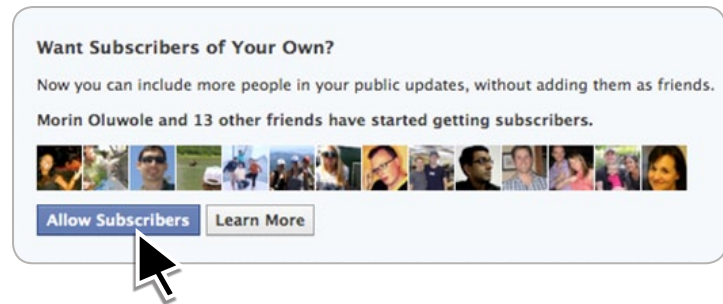 Want Subscribers of Your Own?
Now you can include more people in your public updates, without adding them as friends.
Morin Oluwole and 13 other friends have started getting subscribers.
Allow Subscribers Learn More